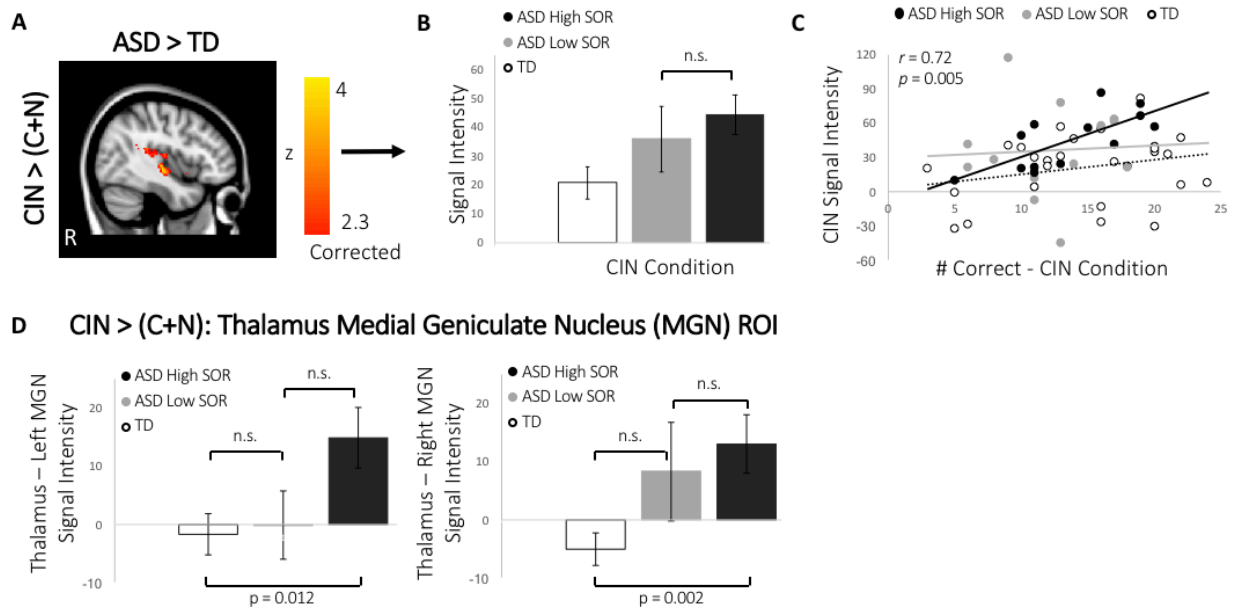 A
ASD > TD
CIN > (C+N)
R
4
z
2.3
Corrected
B
ASD High SOR
ASD Low SOR
TD
n.s.
Signal Intensity
60
50
40
30
20
10
0
CIN Condition
C
ASD High SOR ASD Low SOR TD
r = 0.72
p = 0.005
CIN Signal Intensity
120
90
60
30
0
-30
-60
5 10 15 20 25
# Correct - CIN Condition
D CIN > (C+N): Thalamus Medial Geniculate Nucleus (MGN) ROI
ASD High SOR
ASD Low SOR
TD
n.s.
n.s.
Thalamus – Left MGN
Signal Intensity
20
10
0
-10
p = 0.012
ASD High SOR
ASD Low SOR
TD
n.s.
n.s.
Thalamus – Right MGN
Signal Intensity
20
10
0
-10
p = 0.002